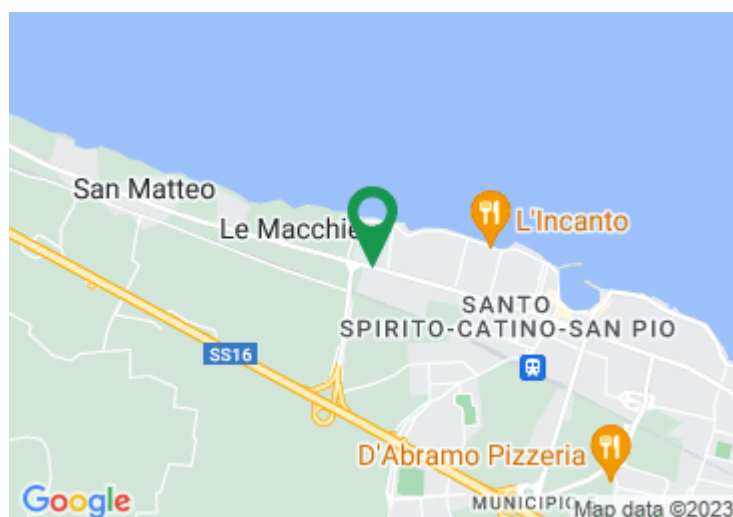 San Matteo
Le Macchie
L'Incanto
SANTO
SPIRITO-CATINO-SAN PIO
SS16
D'Abramo Pizzeria
MUNICIPIO
Google
Map data ©2023